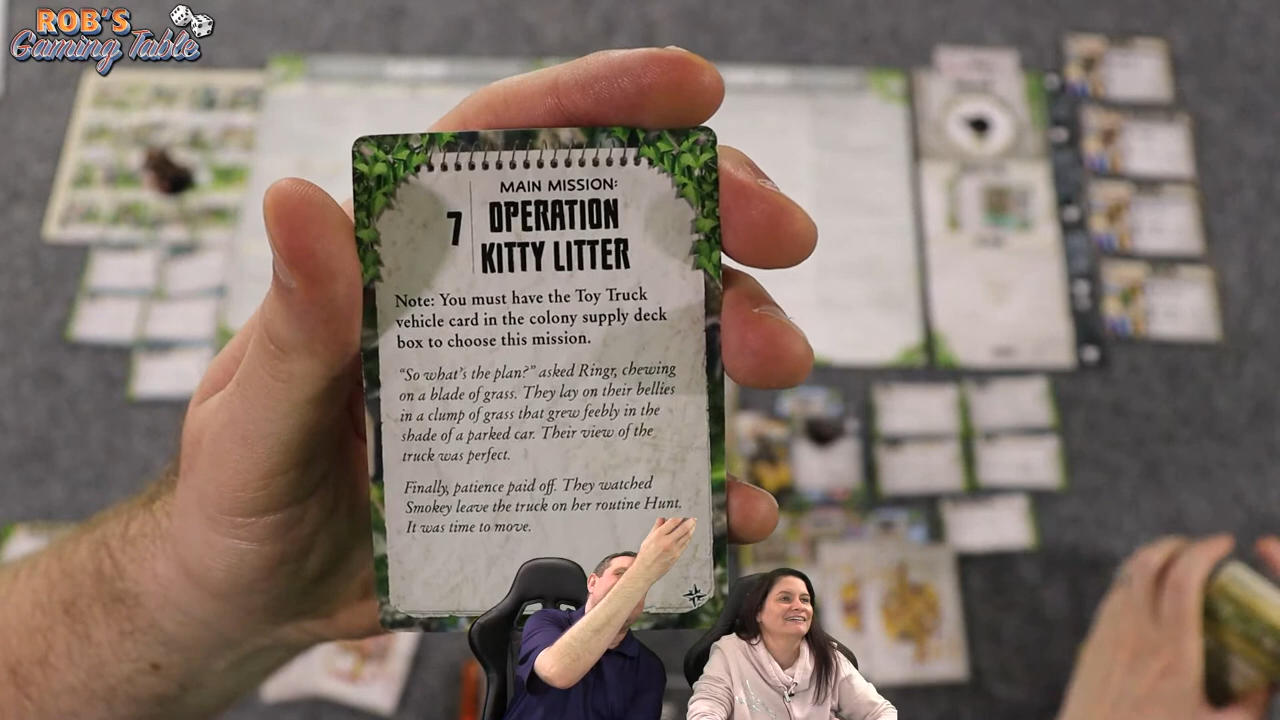 ROB'S
Gaming Table
MAIN MISSION:
7 OPERATION
KITTY LITTER
Note: You must have the Toy Truck
vehicle card in the colony supply deck
box to choose this mission.
“So what’s the plan?” asked Ringr, chewing
on a blade of grass. They lay on their bellies
in a clump of grass that grew feebly in the
shade of a parked car. Their view of the
truck was perfect.
Finally, patience paid off. They watched
Smokey leave the truck on her routine Hunt.
It was time to move.